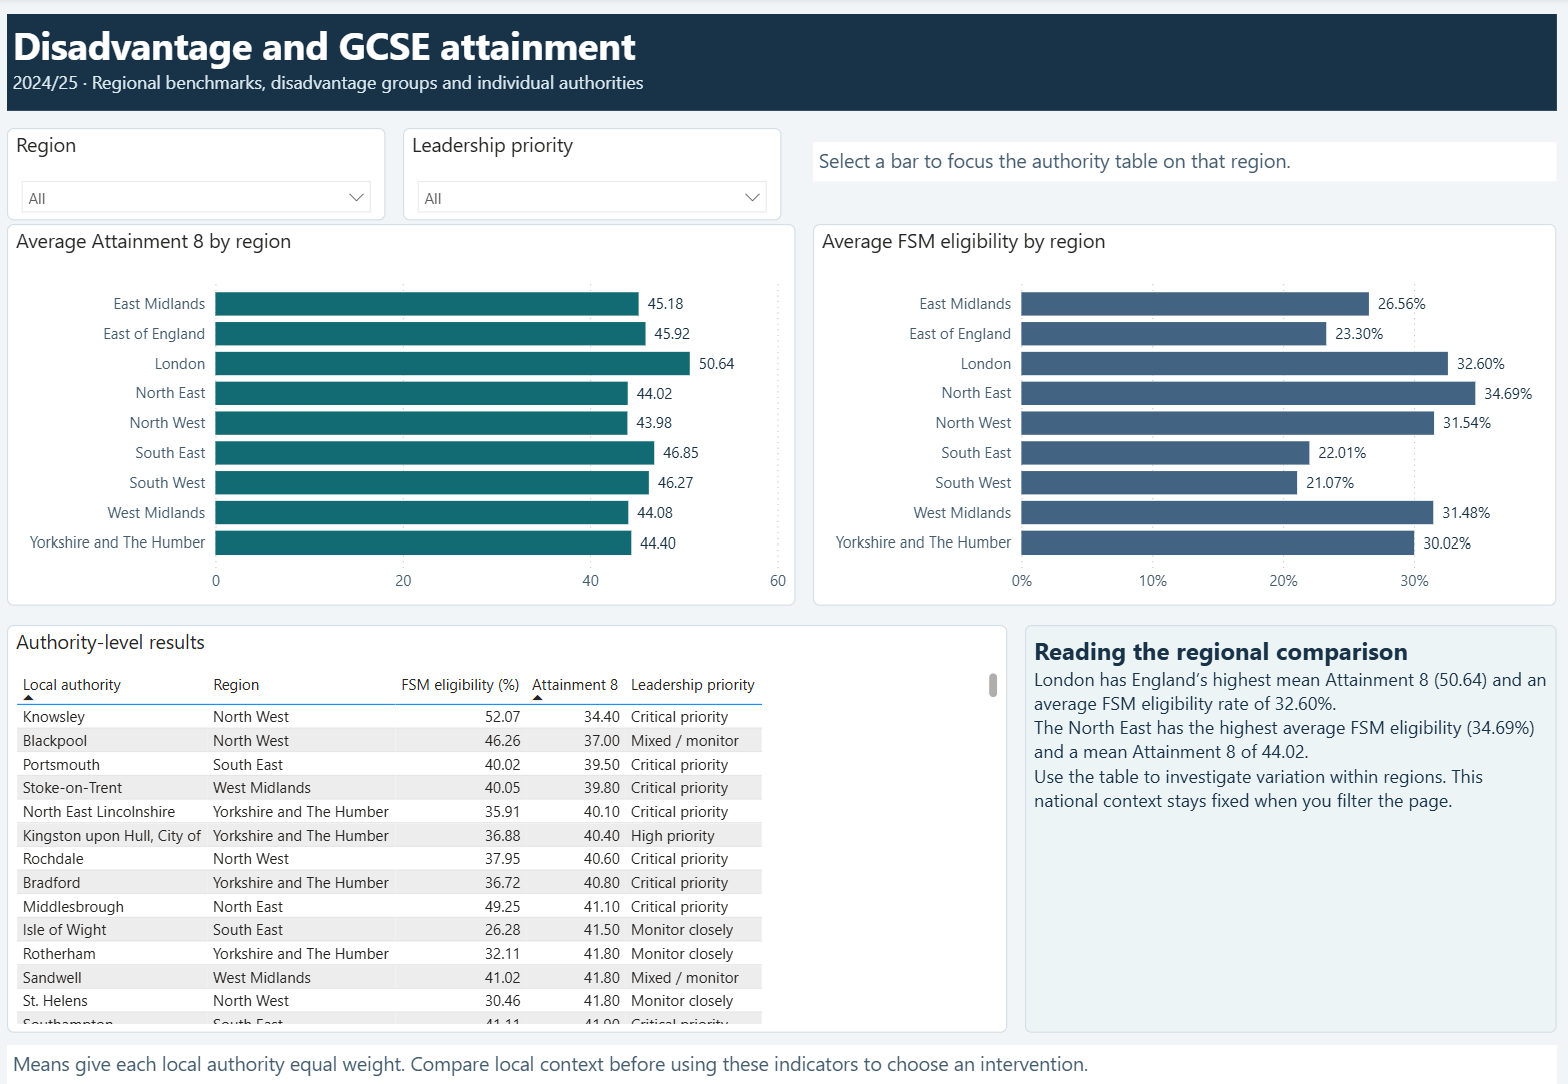 Disadvantage and GCSE attainment
2024/25 · Regional benchmarks, disadvantage groups and individual authorities
Region
All
Leadership priority
All
Select a bar to focus the authority table on that region.
Average Attainment 8 by region
East Midlands 45.18
East of England 45.92
London 50.64
North East 44.02
North West 43.98
South East 46.85
South West 46.27
West Midlands 44.08
Yorkshire and The Humber 44.40
0 20 40 60
Average FSM eligibility by region
East Midlands 26.56%
East of England 23.30%
London 32.60%
North East 34.69%
North West 31.54%
South East 22.01%
South West 21.07%
West Midlands 31.48%
Yorkshire and The Humber 30.02%
0% 10% 20% 30%
Authority-level results
Local authority Region FSM eligibility (%) Attainment 8 Leadership priority
Knowsley North West 52.07 34.40 Critical priority
Blackpool North West 46.26 37.00 Mixed / monitor
Portsmouth South East 40.02 39.50 Critical priority
Stoke-on-Trent West Midlands 40.05 39.80 Critical priority
North East Lincolnshire Yorkshire and The Humber 35.91 40.10 Critical priority
Kingston upon Hull, City of Yorkshire and The Humber 36.88 40.40 High priority
Rochdale North West 37.95 40.60 Critical priority
Bradford Yorkshire and The Humber 36.72 40.80 Critical priority
Middlesbrough North East 49.25 41.10 Critical priority
Isle of Wight South East 26.28 41.50 Monitor closely
Rotherham Yorkshire and The Humber 32.11 41.80 Monitor closely
Sandwell West Midlands 41.02 41.80 Mixed / monitor
St. Helens North West 30.46 41.80 Monitor closely
Southampton South East 41.11 41.90 Critical priority
Reading the regional comparison
London has England's highest mean Attainment 8 (50.64) and an
average FSM eligibility rate of 32.60%.
The North East has the highest average FSM eligibility (34.69%)
and a mean Attainment 8 of 44.02.
Use the table to investigate variation within regions. This
national context stays fixed when you filter the page.
Means give each local authority equal weight. Compare local context before using these indicators to choose an intervention.